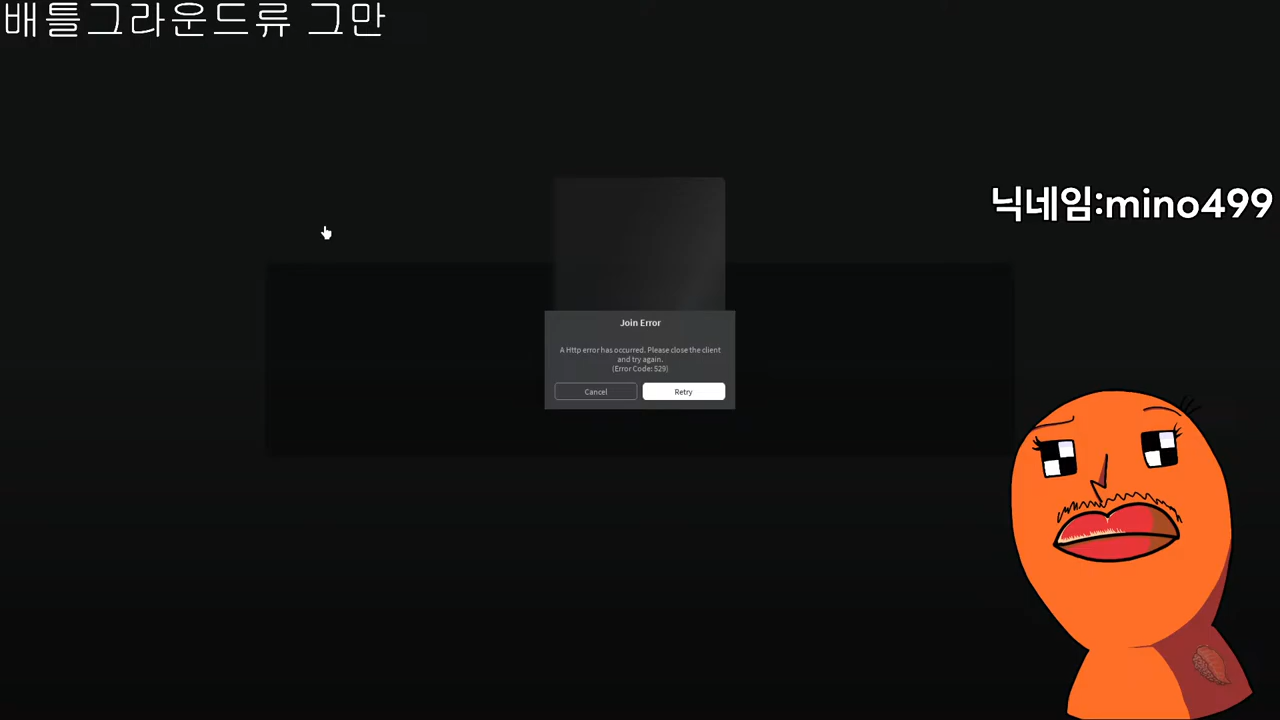 배틀그라운드류 그만
닉네임:mino499
Join Error
A Http error has occurred. Please close the client
and try again.
(Error Code: 529)
Cancel
Retry